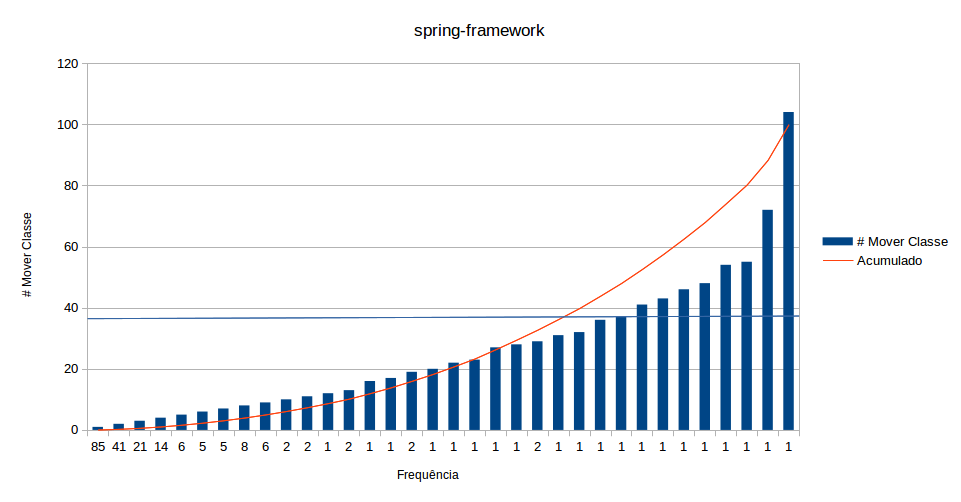 spring-framework
120
100
80
60
40
20
0
# Mover Classe
85 41 21 14 6 5 5 8 6 2 2 1 2 1 1 2 1 1 1 1 1 2 1 1 1 1 1 1 1 1 1 1 1 1
Frequência
# Mover Classe
Acumulado